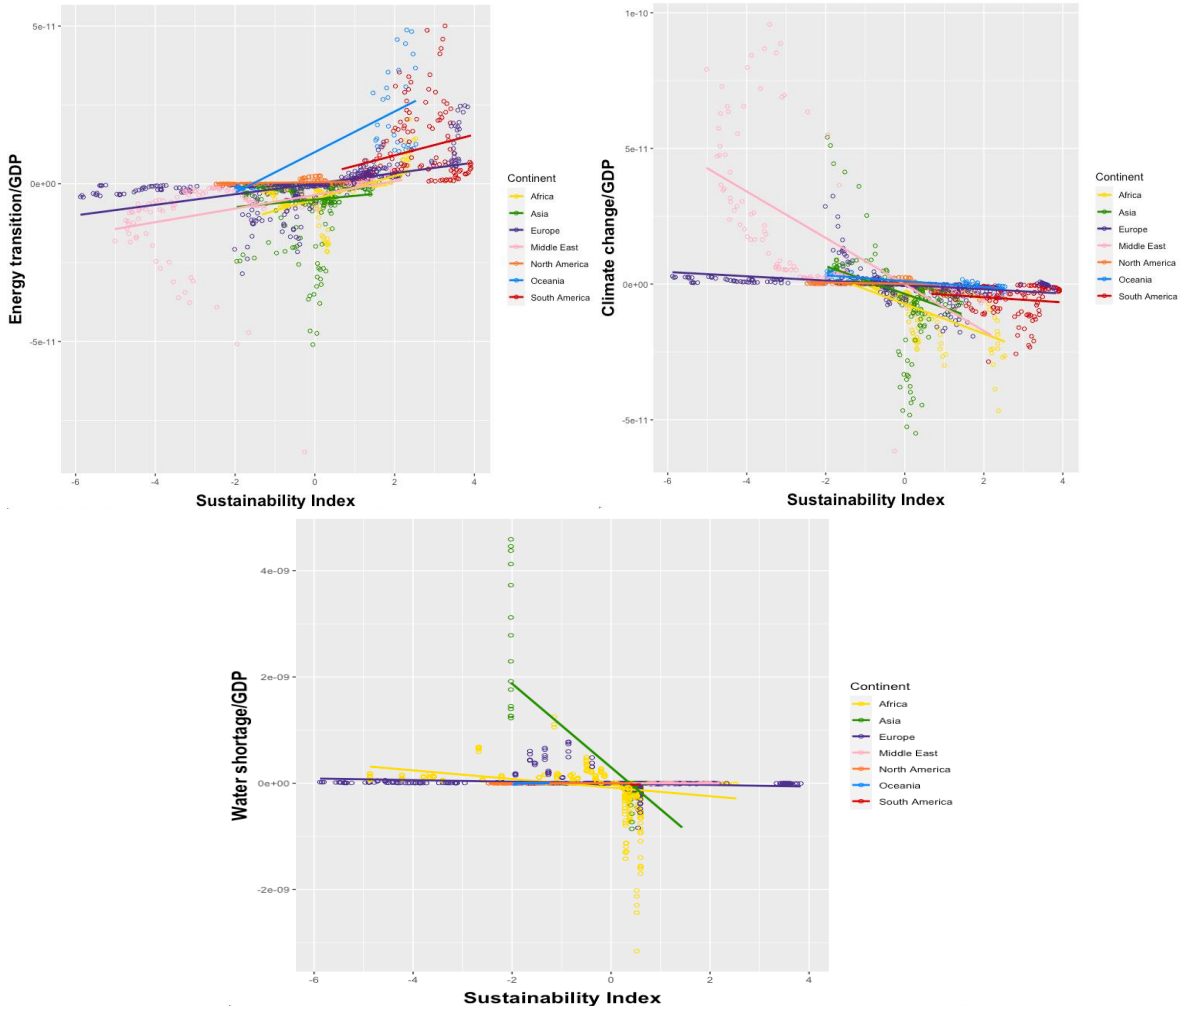 Energy transition/GDP
5e-11
0e+00
-5e-11
-6 -4 -2 0 2 4
Sustainability Index
Continent
Africa
Asia
Europe
Middle East
North America
Oceania
South America
Climate change/GDP
1e-10
5e-11
0e+00
-5e-11
-6 -4 -2 0 2 4
Sustainability Index
Continent
Africa
Asia
Europe
Middle East
North America
Oceania
South America
Water shortage/GDP
4e-09
2e-09
0e+00
-2e-09
-6 -4 -2 0 2 4
Sustainability Index
Continent
Africa
Asia
Europe
Middle East
North America
Oceania
South America